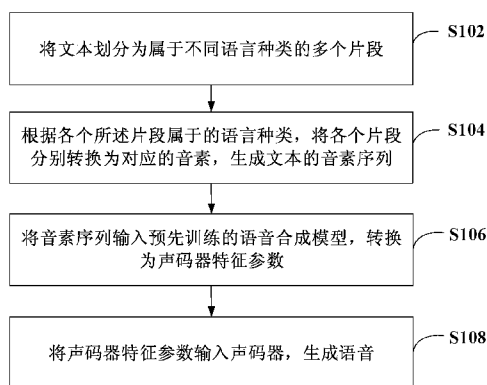 将文本划分为属于不同语言种类的多个片段
S102
根据各个所述片段属于的语言种类，将各个片段
分别转换为对应的音素，生成文本的音素序列
S104
将音素序列输入预先训练的语音合成模型，转换
为声码器特征参数
S106
将声码器特征参数输入声码器，生成语音
S108